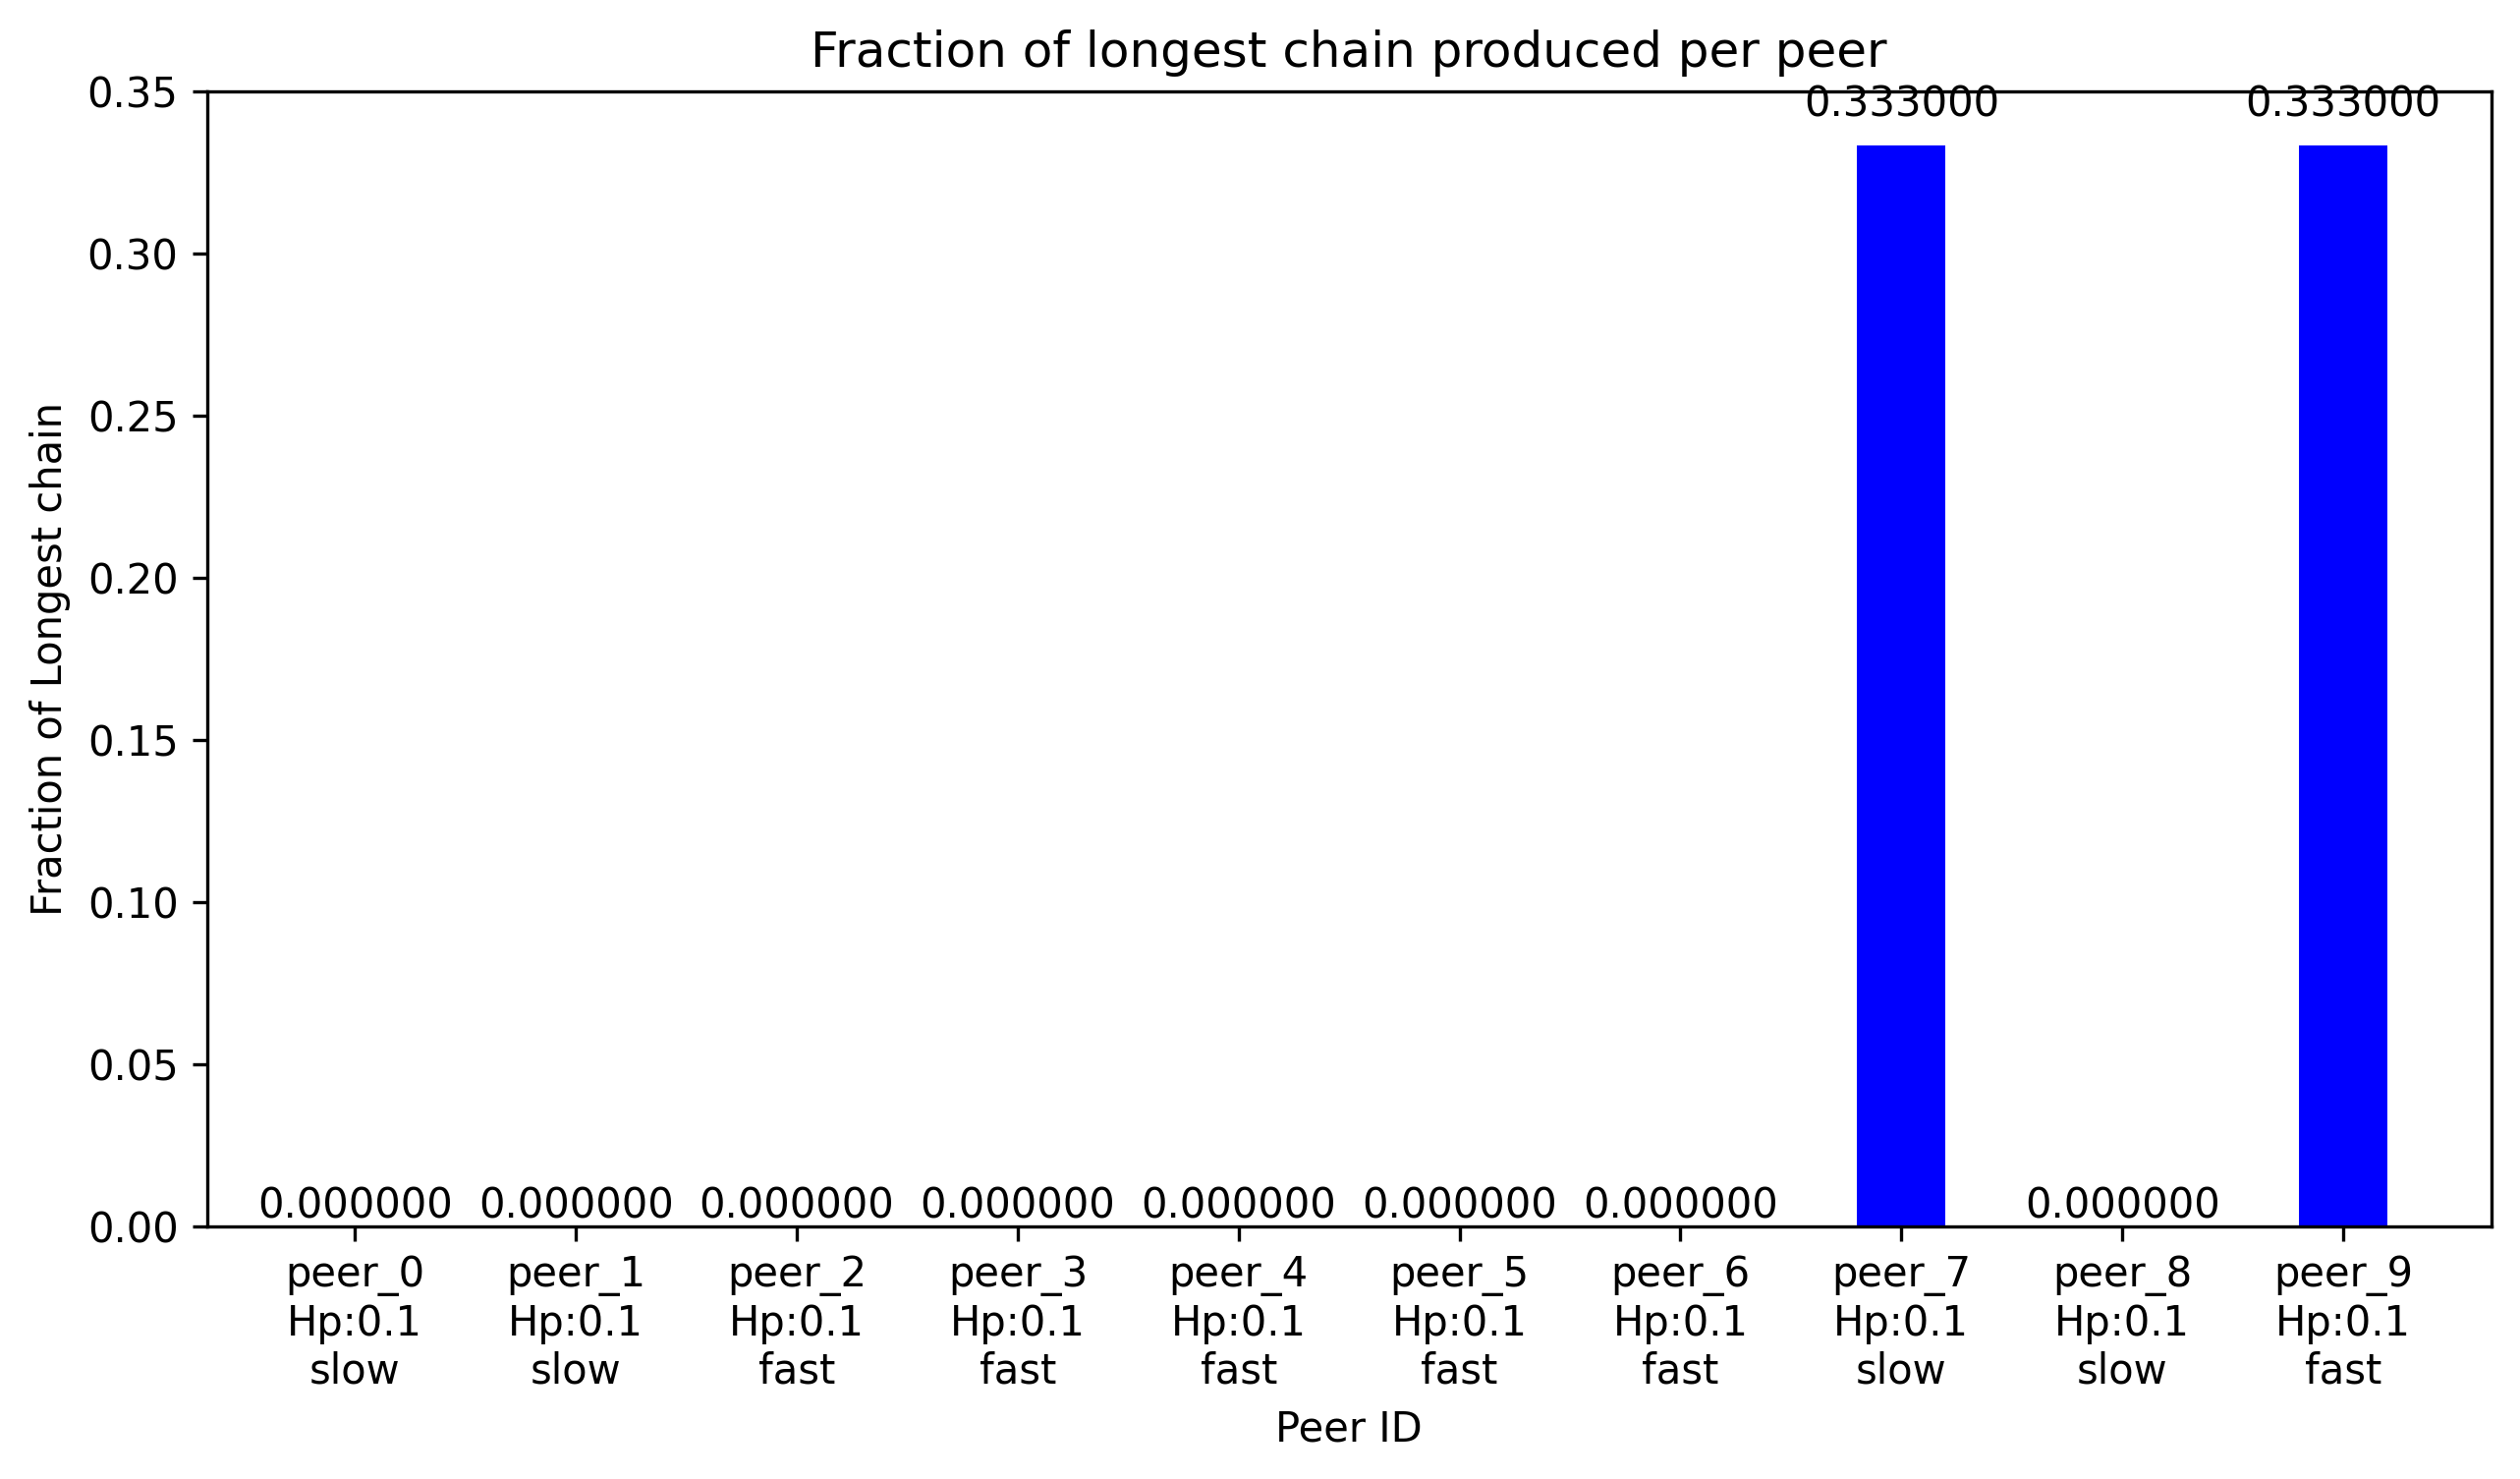 Fraction of longest chain produced per peer
Fraction of Longest chain
0.35
0.30
0.25
0.20
0.15
0.10
0.05
0.00
0.000000 0.000000 0.000000 0.000000 0.000000 0.000000 0.000000 0.333000 0.000000 0.333000
peer_0 peer_1 peer_2 peer_3 peer_4 peer_5 peer_6 peer_7 peer_8 peer_9
Hp:0.1 Hp:0.1 Hp:0.1 Hp:0.1 Hp:0.1 Hp:0.1 Hp:0.1 Hp:0.1 Hp:0.1 Hp:0.1
slow slow fast fast fast fast fast slow slow fast
Peer ID